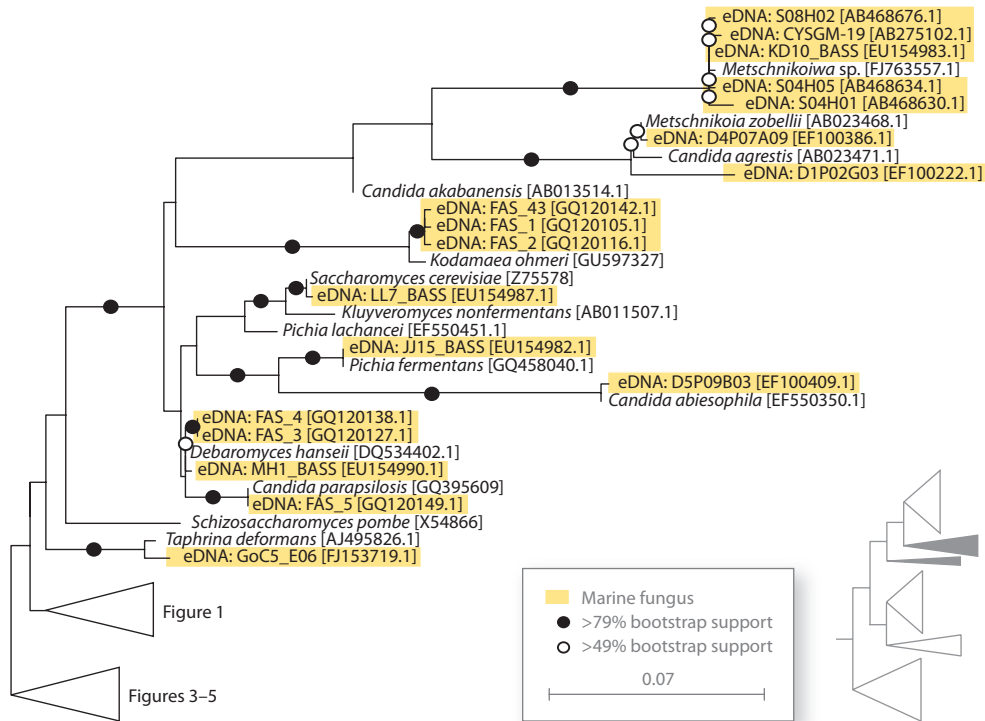 eDNA: S08H02 [AB468676.1]
eDNA: CYSGM-19 [AB275102.1]
eDNA: KD10_BASS [EU154983.1]
Metschnikoiwa sp. [FJ763557.1]
eDNA: S04H05 [AB468634.1]
eDNA: S04H01 [AB468630.1]
Metschnikoia zobellii [AB023468.1]
eDNA: D4P07A09 [EF100386.1]
Candida agrestis [AB023471.1]
eDNA: D1P02G03 [EF100222.1]
Candida akabanensis [AB013514.1]
eDNA: FAS_43 [GQ120142.1]
eDNA: FAS_1 [GQ120105.1]
eDNA: FAS_2 [GQ120116.1]
Kodamaea ohmeri [GU597327]
Saccharomyces cerevisiae [Z75578]
eDNA: LL7_BASS [EU154987.1]
Kluyveromyces nonfermentans [AB011507.1]
Pichia lachancei [EF550451.1]
eDNA: JJ15_BASS [EU154982.1]
Pichia fermentans [GQ458040.1]
eDNA: D5P09B03 [EF100409.1]
Candida abiesophila [EF550350.1]
eDNA: FAS_4 [GQ120138.1]
eDNA: FAS_3 [GQ120127.1]
Debaromyces hanseii [DQ534402.1]
eDNA: MH1_BASS [EU154990.1]
Candida parapsilosis [GQ395609]
eDNA: FAS_5 [GQ120149.1]
Schizosaccharomyces pombe [X54866]
Taphrina deformans [AJ495826.1]
eDNA: GoC5_E06 [FJ153719.1]
Figure 1
Figures 3–5
Marine fungus
>79% bootstrap support
>49% bootstrap support
0.07